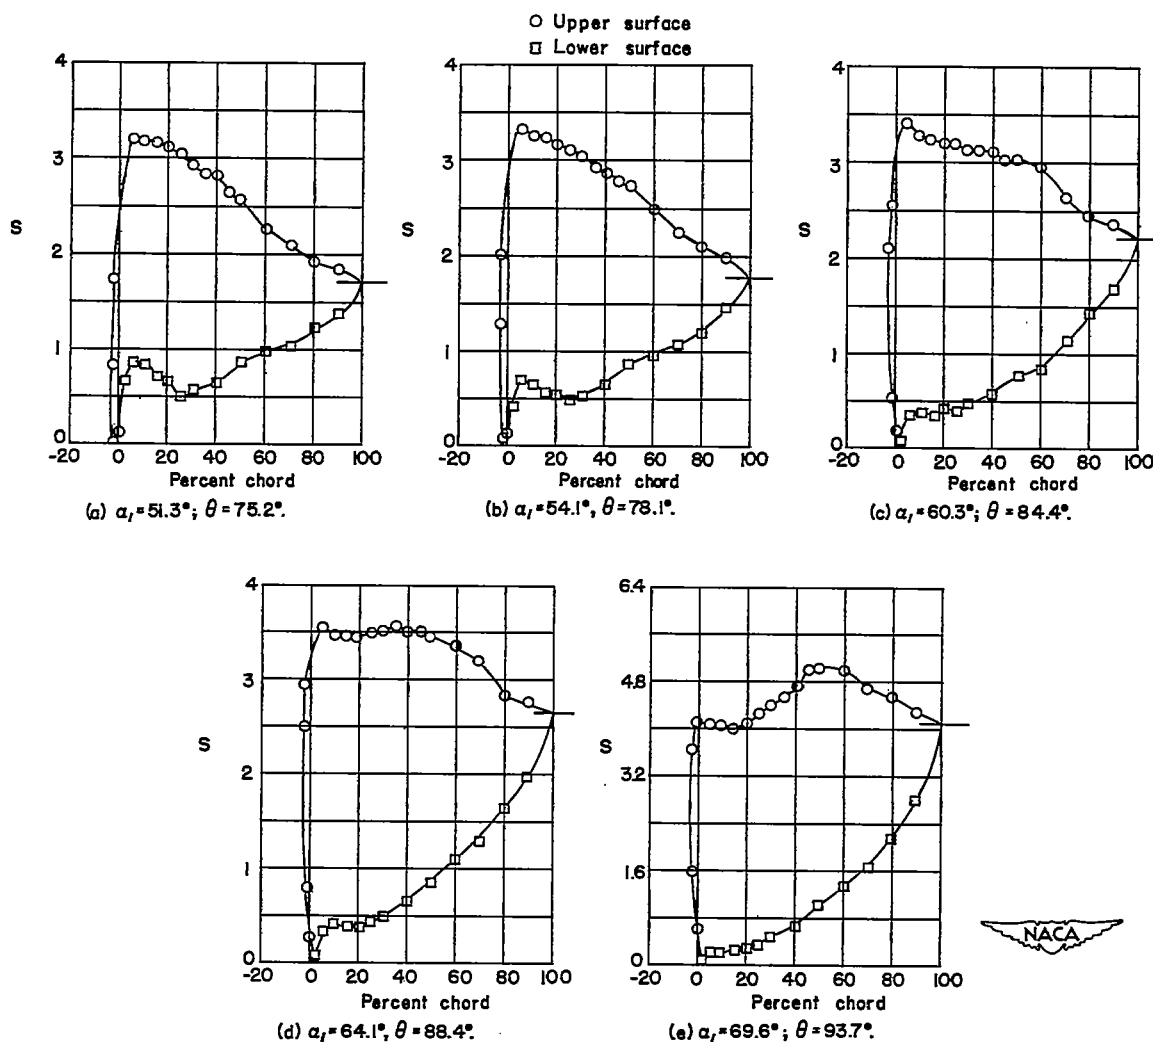 ○ Upper surface
□ Lower surface
4
3
S
2
1
0
-20 0 20 40 60 80 100
Percent chord
(a) α₁=51.3°; θ=75.2°.
4
3
S
2
1
0
-20 0 20 40 60 80 100
Percent chord
(b) α₁=54.1°, θ=78.1°.
4
3
S
2
1
0
-20 0 20 40 60 80 100
Percent chord
(c) α₁=60.3°; θ=84.4°.
4
3
S
2
1
0
-20 0 20 40 60 80 100
Percent chord
(d) α₁=64.1°, θ=88.4°.
6.4
4.8
S
3.2
1.6
0
-20 0 20 40 60 80 100
Percent chord
(e) α₁=69.6°; θ=93.7°.
NACA